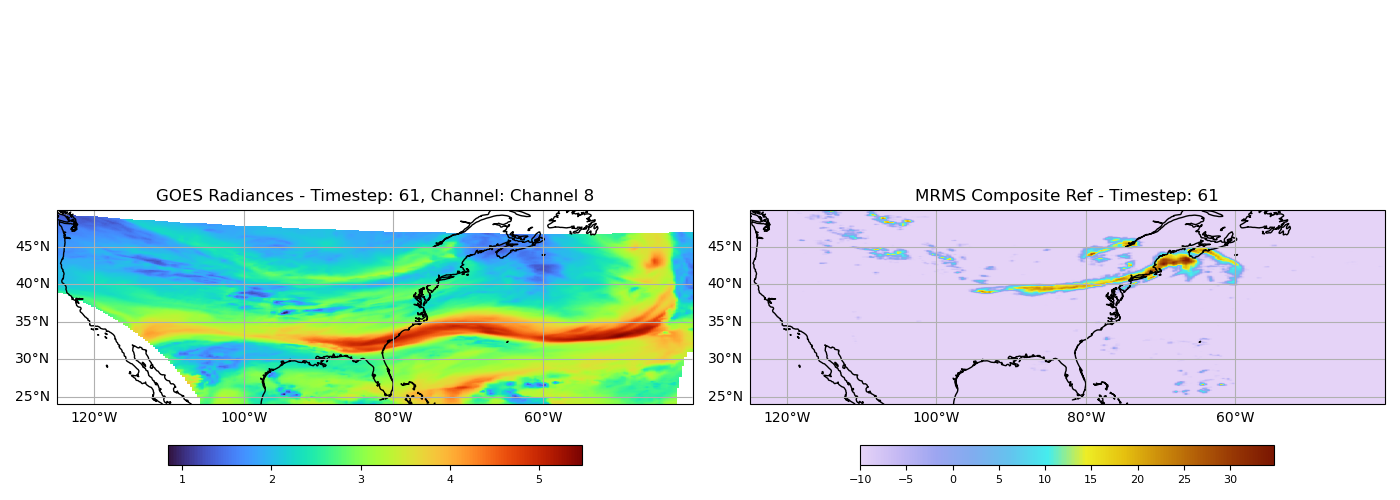 GOES Radiances - Timestep: 61, Channel: Channel 8
45°N
40°N
35°N
30°N
25°N
120°W
100°W
80°W
60°W
1
2
3
4
5
MRMS Composite Ref - Timestep: 61
45°N
40°N
35°N
30°N
25°N
120°W
100°W
80°W
60°W
−10
−5
0
5
10
15
20
25
30